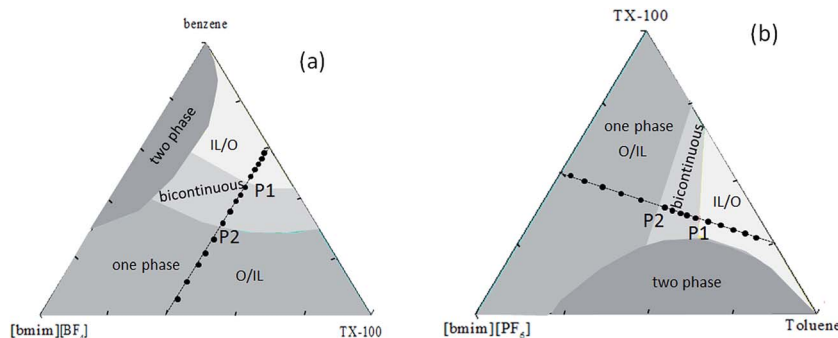 benzene
(a)
two phase
IL/O
bicontinuous
P1
P2
one phase
O/IL
[bmim][BF4]
TX-100
TX-100
(b)
one phase
O/IL
bicontinuous
IL/O
P2
P1
two phase
[bmim][PF6]
Toluene